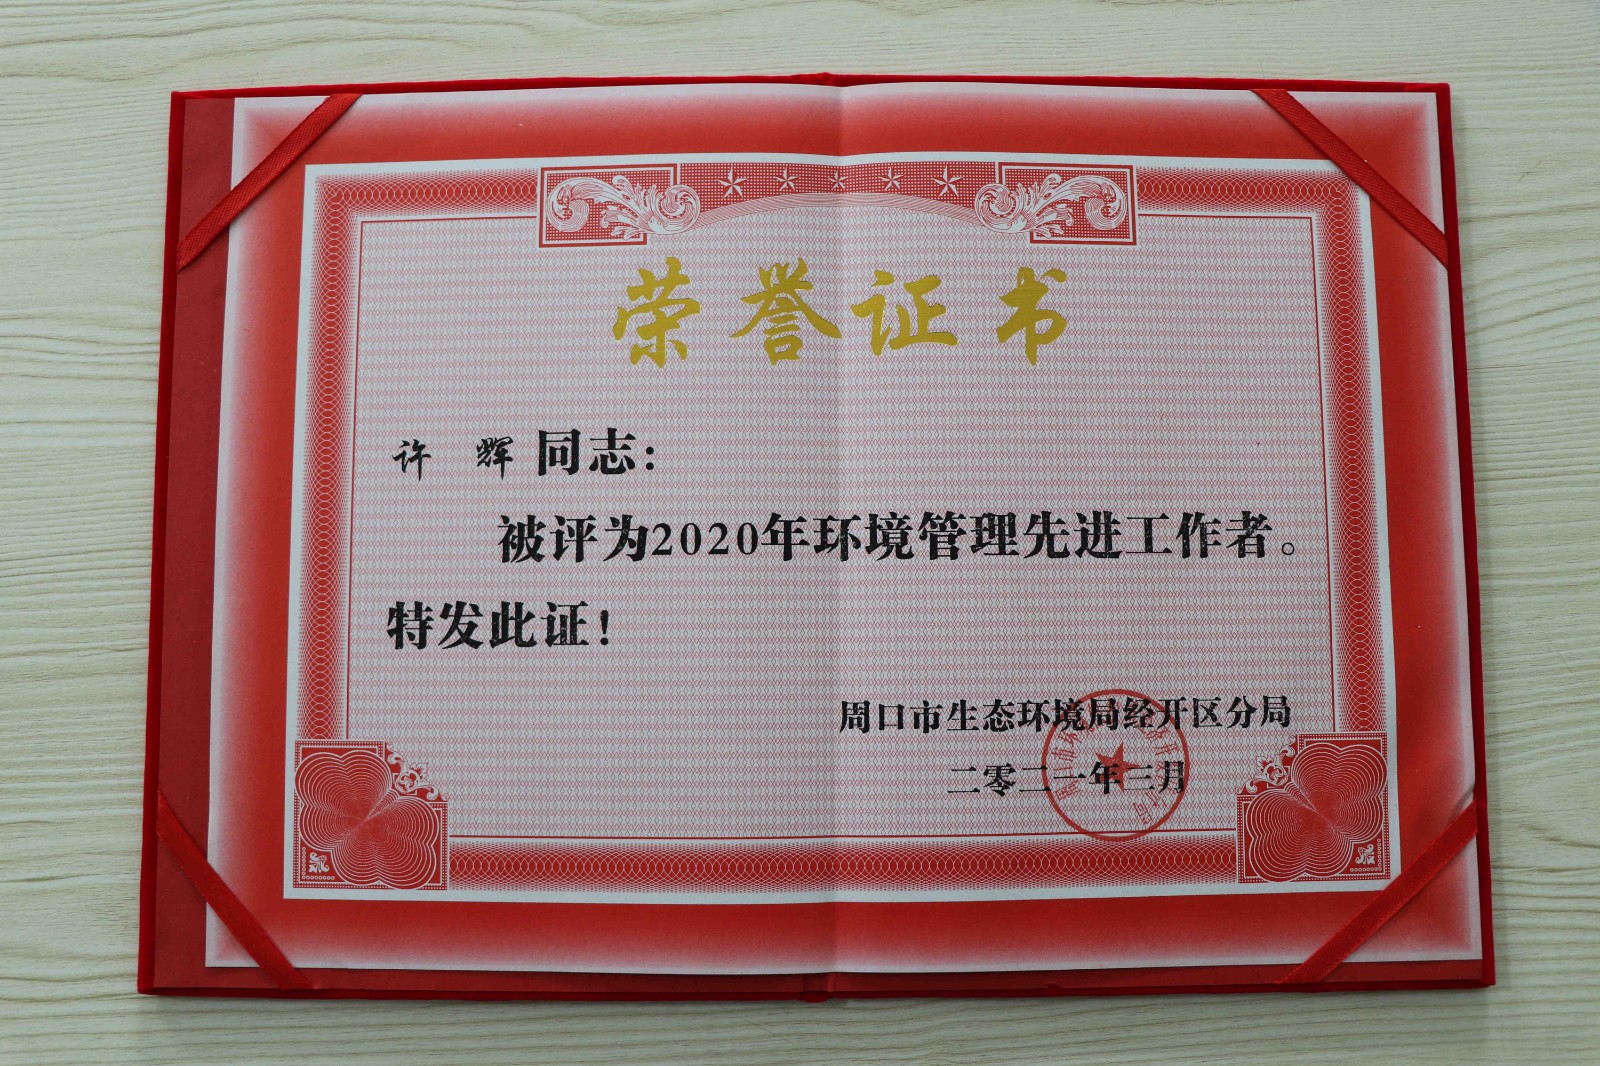 荣誉证书
许辉同志：
被评为2020年环境管理先进工作者。
特发此证！
周口市生态环境局经开区分局
二零二一年三月